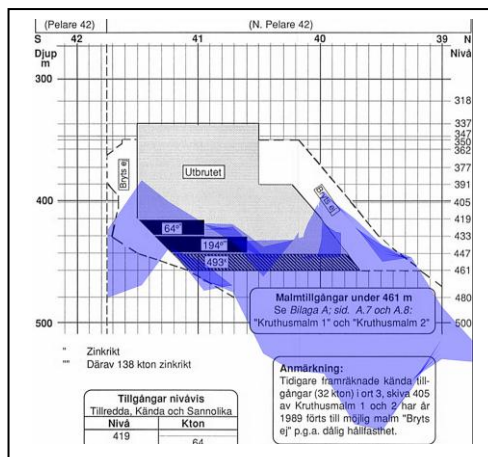 (Pelare 42)
(N. Pelare 42)
S 42 41 40 39 N
Djup
m
Nivå
300
318
337
347
350
362
377
391
400
405
419
433
447
461
480
500
Bryts ej
Utbrutet
Bryts ej
64
194
493
Malmtillgångar under 461 m
Se Bilaga A; sid. A.7 och A.8:
"Kruthusmalm 1" och "Kruthusmalm 2"
" Zinkrikt
"" Därav 138 kton zinkrikt
Anmärkning:
Tidigare framräknade kända till-
gångar (32 kton) i ort 3, skiva 405
av Kruthusmalm 1 och 2 har år
1989 förts till möjlig malm "Bryts
ej" p.g.a. dålig hållfasthet.
Tillgångar nivåvis
Tillredda, Kända och Sannolika
Nivå Kton
419 64